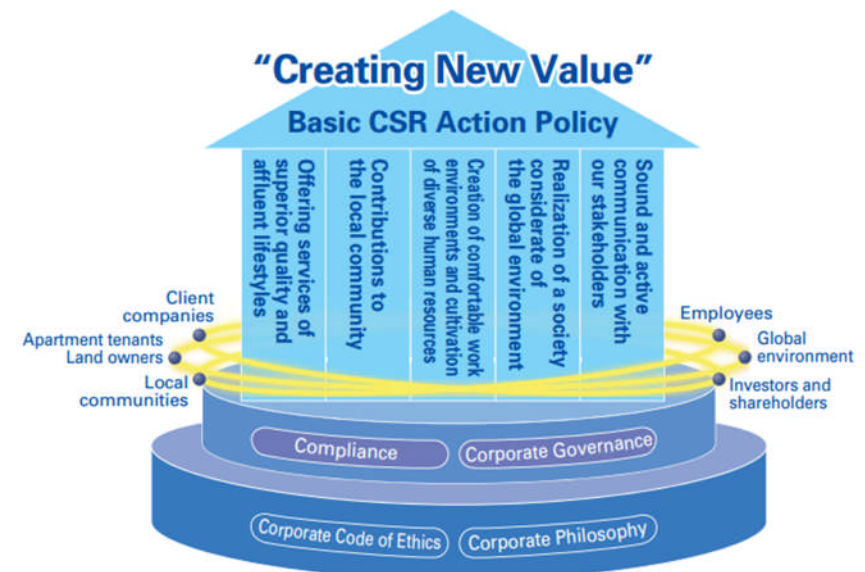 “Creating New Value”
Basic CSR Action Policy
Offering services of
superior quality and
affluent lifestyles
Contributions to
the local community
Creation of comfortable work
environments and cultivation
of diverse human resources
Realization of a society
considerate of
the global environment
Sound and active
communication with
our stakeholders
Client
companies
Apartment tenants
Land owners
Local
communities
Employees
Global
environment
Investors and
shareholders
Compliance
Corporate Governance
Corporate Code of Ethics
Corporate Philosophy